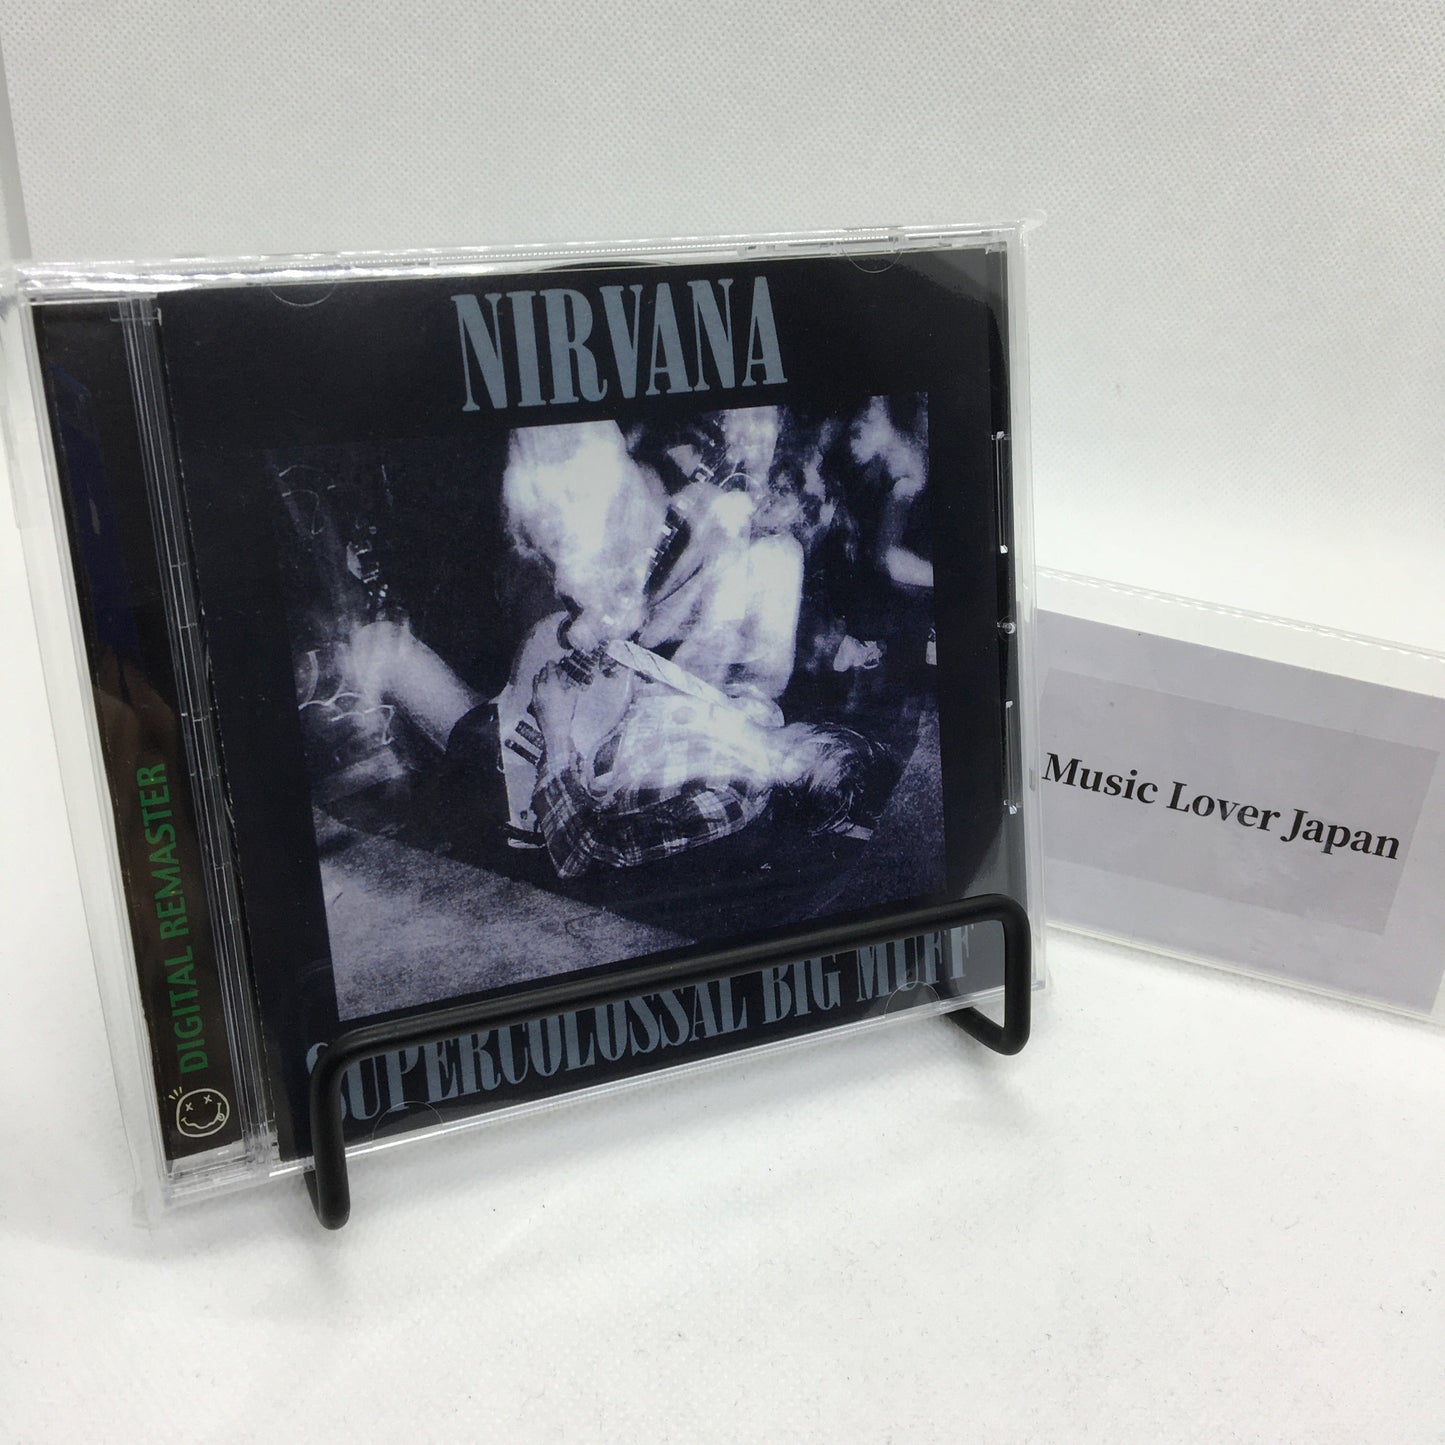 NIRVANA
SUPERCOLOSSAL BIG MUFF
DIGITAL REMASTER
Music Lover Japan